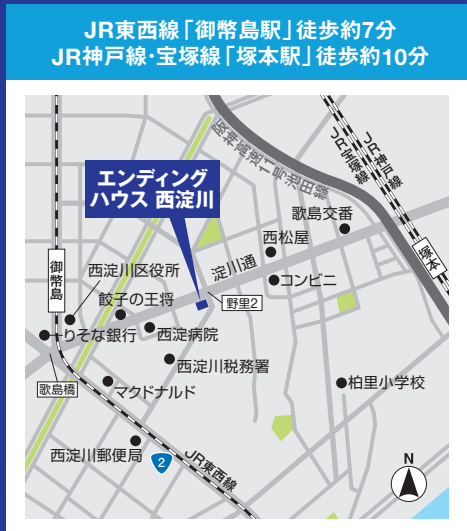 JR東西線「御幣島駅」徒歩約7分
JR神戸線・宝塚線「塚本駅」徒歩約10分
阪神高速11号池田線
JR宝塚線
JR神戸線
エンディング
ハウス 西淀川
歌島交番
西松屋
淀川通
塚本
御幣島
西淀川区役所
コンビニ
餃子の王将
野里2
りそな銀行
西淀病院
西淀川税務署
歌島橋
マクドナルド
柏里小学校
西淀川郵便局
2
JR東西線
N